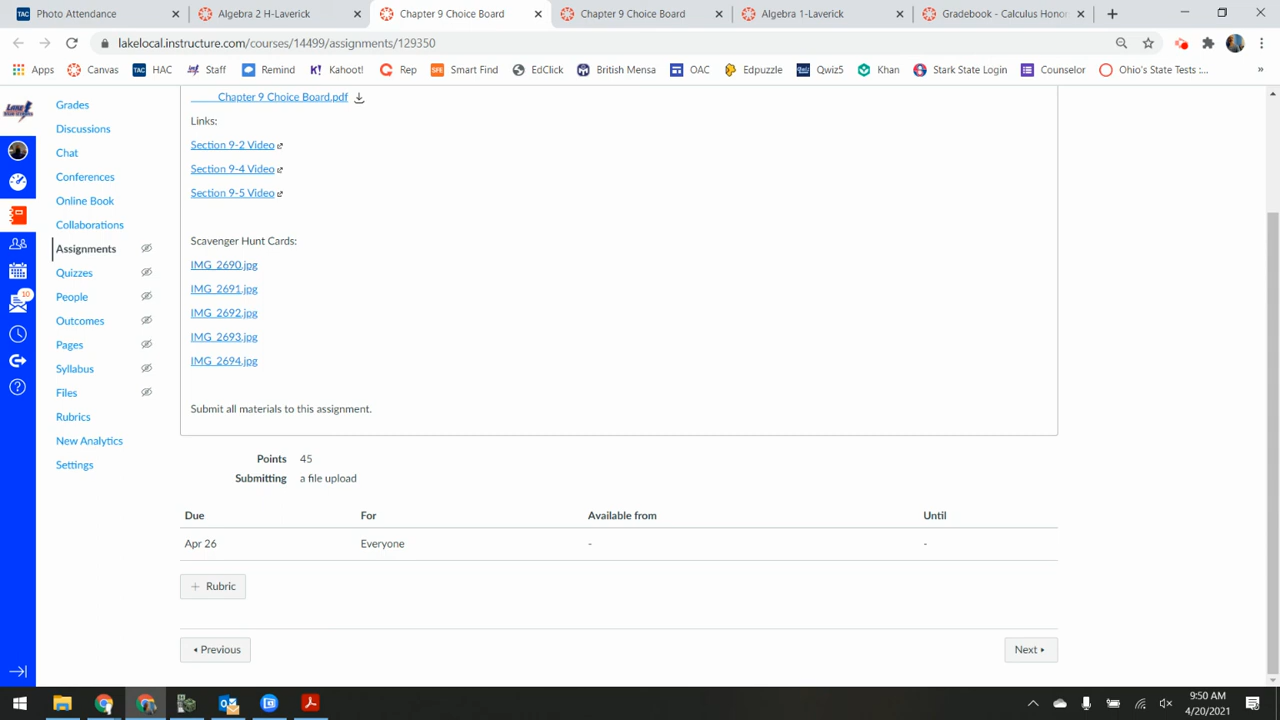 Photo Attendance
Algebra 2 H-Laverick
Chapter 9 Choice Board
Chapter 9 Choice Board
Algebra 1-Laverick
Gradebook - Calculus Honor
lakelocal.instructure.com/courses/14499/assignments/129350
Apps
Canvas
HAC
Staff
Remind
Kahoot!
Rep
Smart Find
EdClick
British Mensa
OAC
Edpuzzle
QwizS
Khan
Stark State Login
Counselor
Ohio's State Tests :...
Grades
Discussions
Chat
Conferences
Online Book
Collaborations
Assignments
Quizzes
People
Outcomes
Pages
Syllabus
Files
Rubrics
New Analytics
Settings
10
Chapter 9 Choice Board.pdf
Links:
Section 9-2 Video
Section 9-4 Video
Section 9-5 Video
Scavenger Hunt Cards:
IMG_2690.jpg
IMG_2691.jpg
IMG_2692.jpg
IMG_2693.jpg
IMG_2694.jpg
Submit all materials to this assignment.
Points 45
Submitting a file upload
Due For Available from Until
Apr 26 Everyone - -
+ Rubric
Previous
Next
9:50 AM
4/20/2021